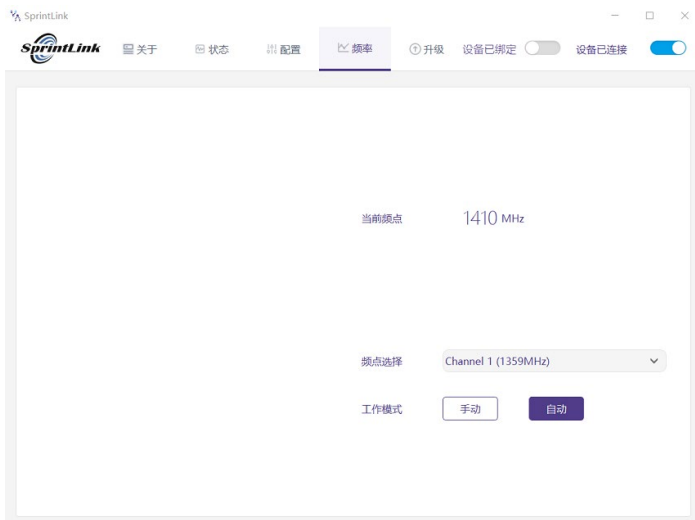 SprintLink
SprintLink 关于 状态 配置 频率 升级 设备已绑定 设备已连接
当前频点 1410 MHz
频点选择 Channel 1 (1359MHz)
工作模式 手动 自动